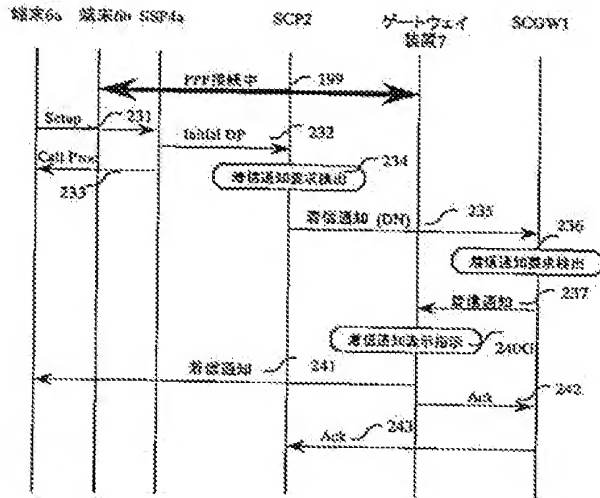 端末6a 端末6b SSP4a SCP2 ゲートウェイ装置7 SCGW1
PPP接続中 199
Setup 231
Initial DP 232
Call Proc 233
着信通知要求検出 234
着信通知 (DN) 235
着信通知要求検出 236
着信通知 237
着信通知表示指示
着信通知 241
Ack 242
Ack 243